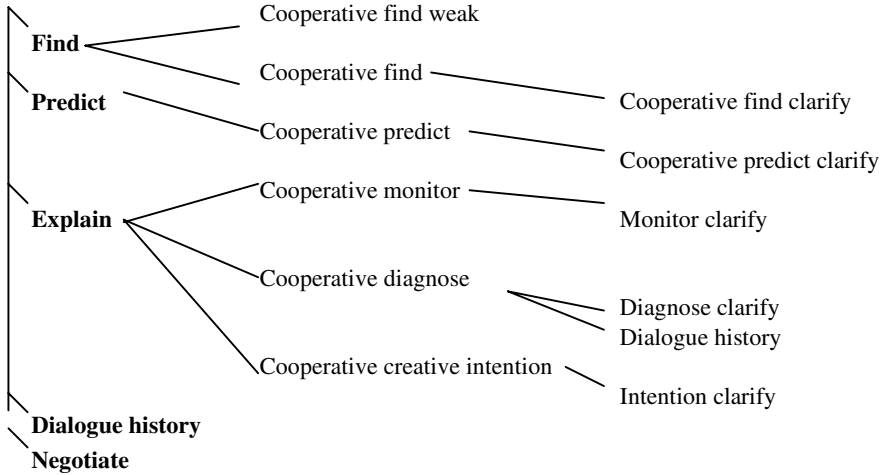 Cooperative find weak
Find
Cooperative find
Predict
Cooperative find clarify
Cooperative predict
Cooperative predict clarify
Cooperative monitor
Explain
Monitor clarify
Cooperative diagnose
Diagnose clarify
Dialogue history
Cooperative creative intention
Intention clarify
Dialogue history
Negotiate